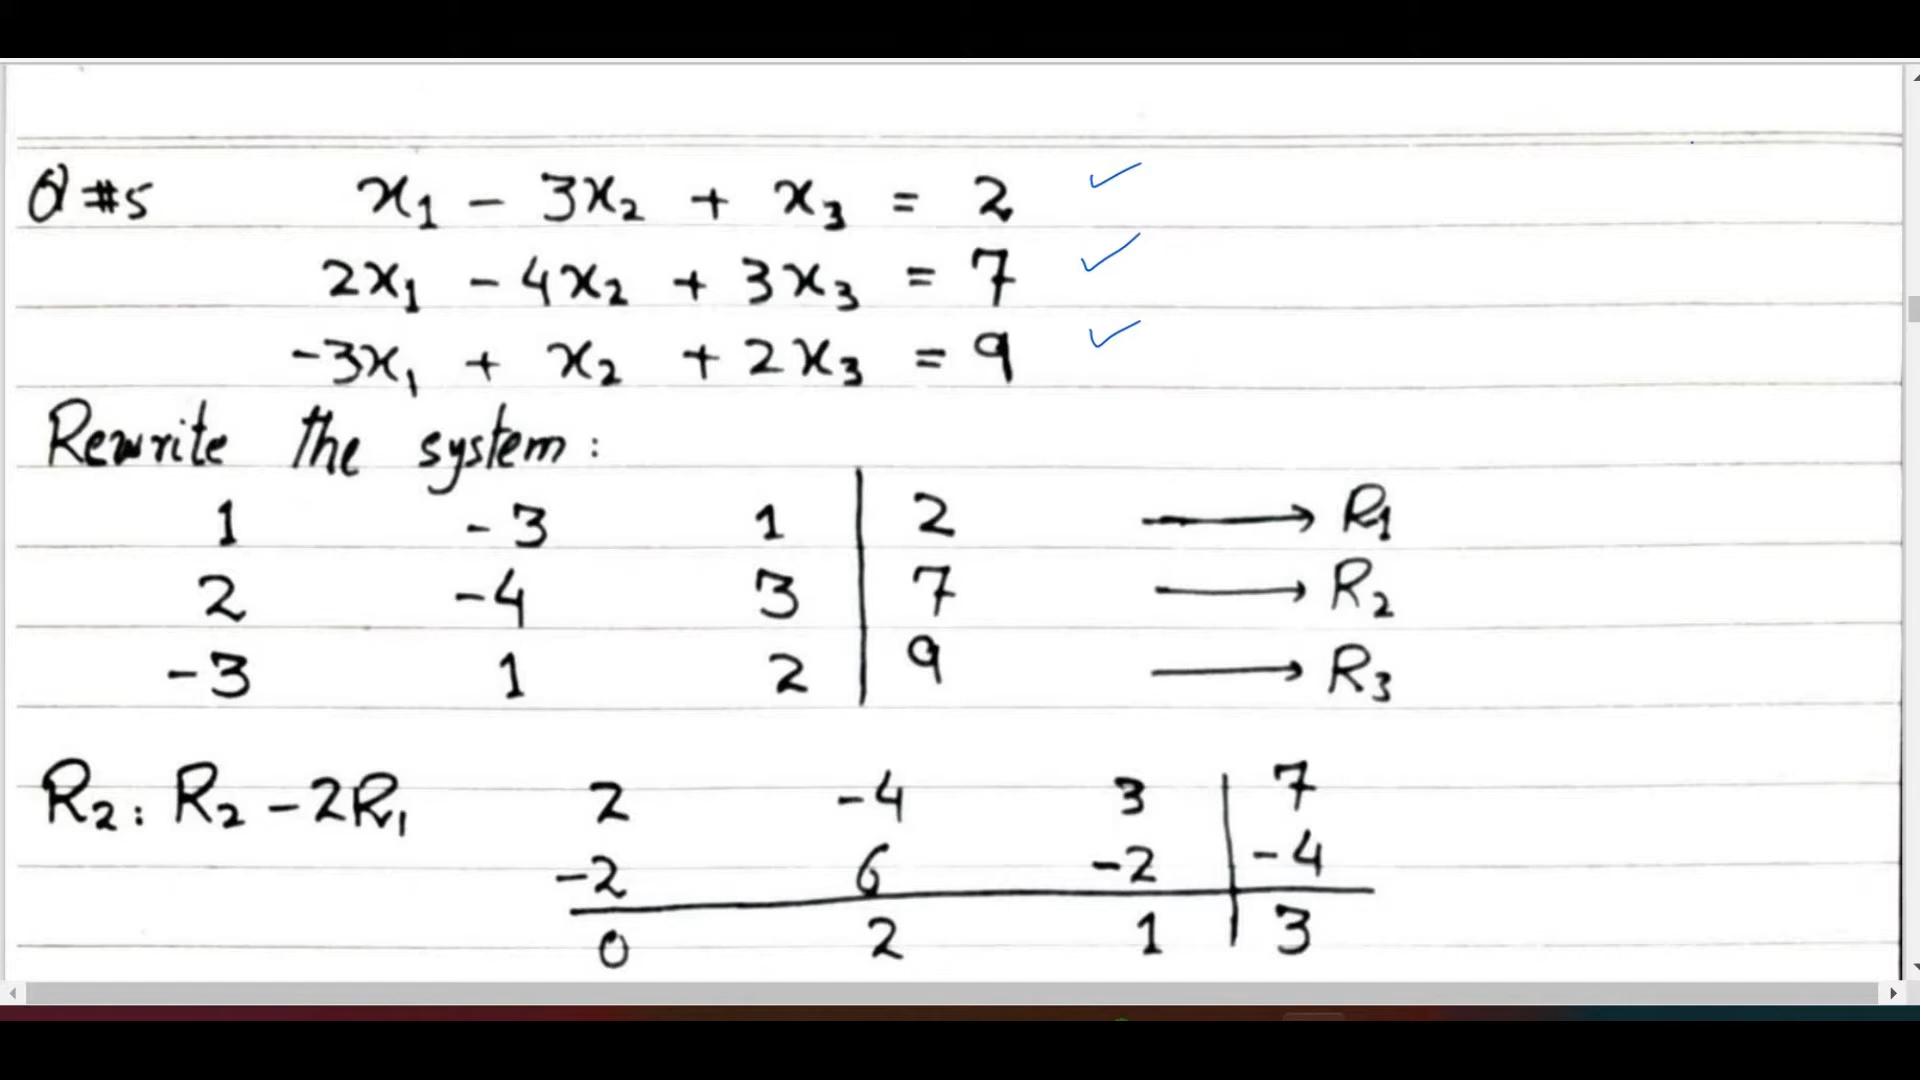 Q#5 x₁ - 3x₂ + x₃ = 2
2x₁ - 4x₂ + 3x₃ = 7
-3x₁ + x₂ + 2x₃ = 9
Rewrite the system:
1 -3 1 | 2 → R₁
2 -4 3 | 7 → R₂
-3 1 2 | 9 → R₃
R₂: R₂ - 2R₁ 2 -4 3 | 7
-2 6 -2 | -4
0 2 1 | 3